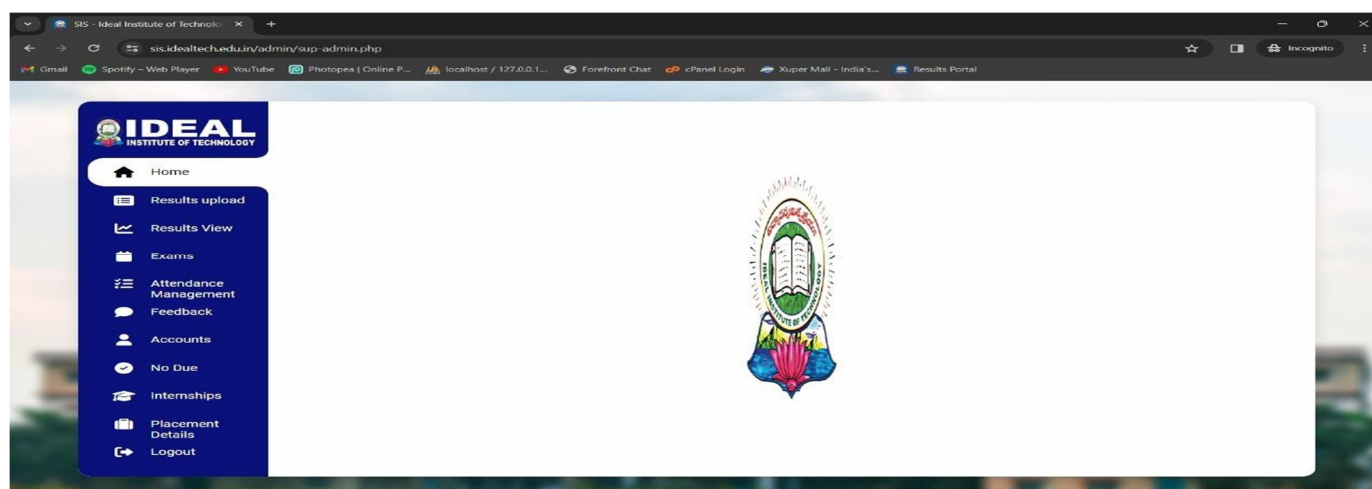 SIS - Ideal Institute of Technolo
sis.idealtech.edu.in/admin/sup-admin.php
Incognito
Gmail Spotify – Web Player YouTube Photopea | Online P... localhost / 127.0.0.1... Forefront Chat cPanel Login Xuper Mall - India's... Results Portal
IDEAL
INSTITUTE OF TECHNOLOGY
Home
Results upload
Results View
Exams
Attendance
Management
Feedback
Accounts
No Due
Internships
Placement
Details
Logout
IDEAL INSTITUTE OF TECHNOLOGY